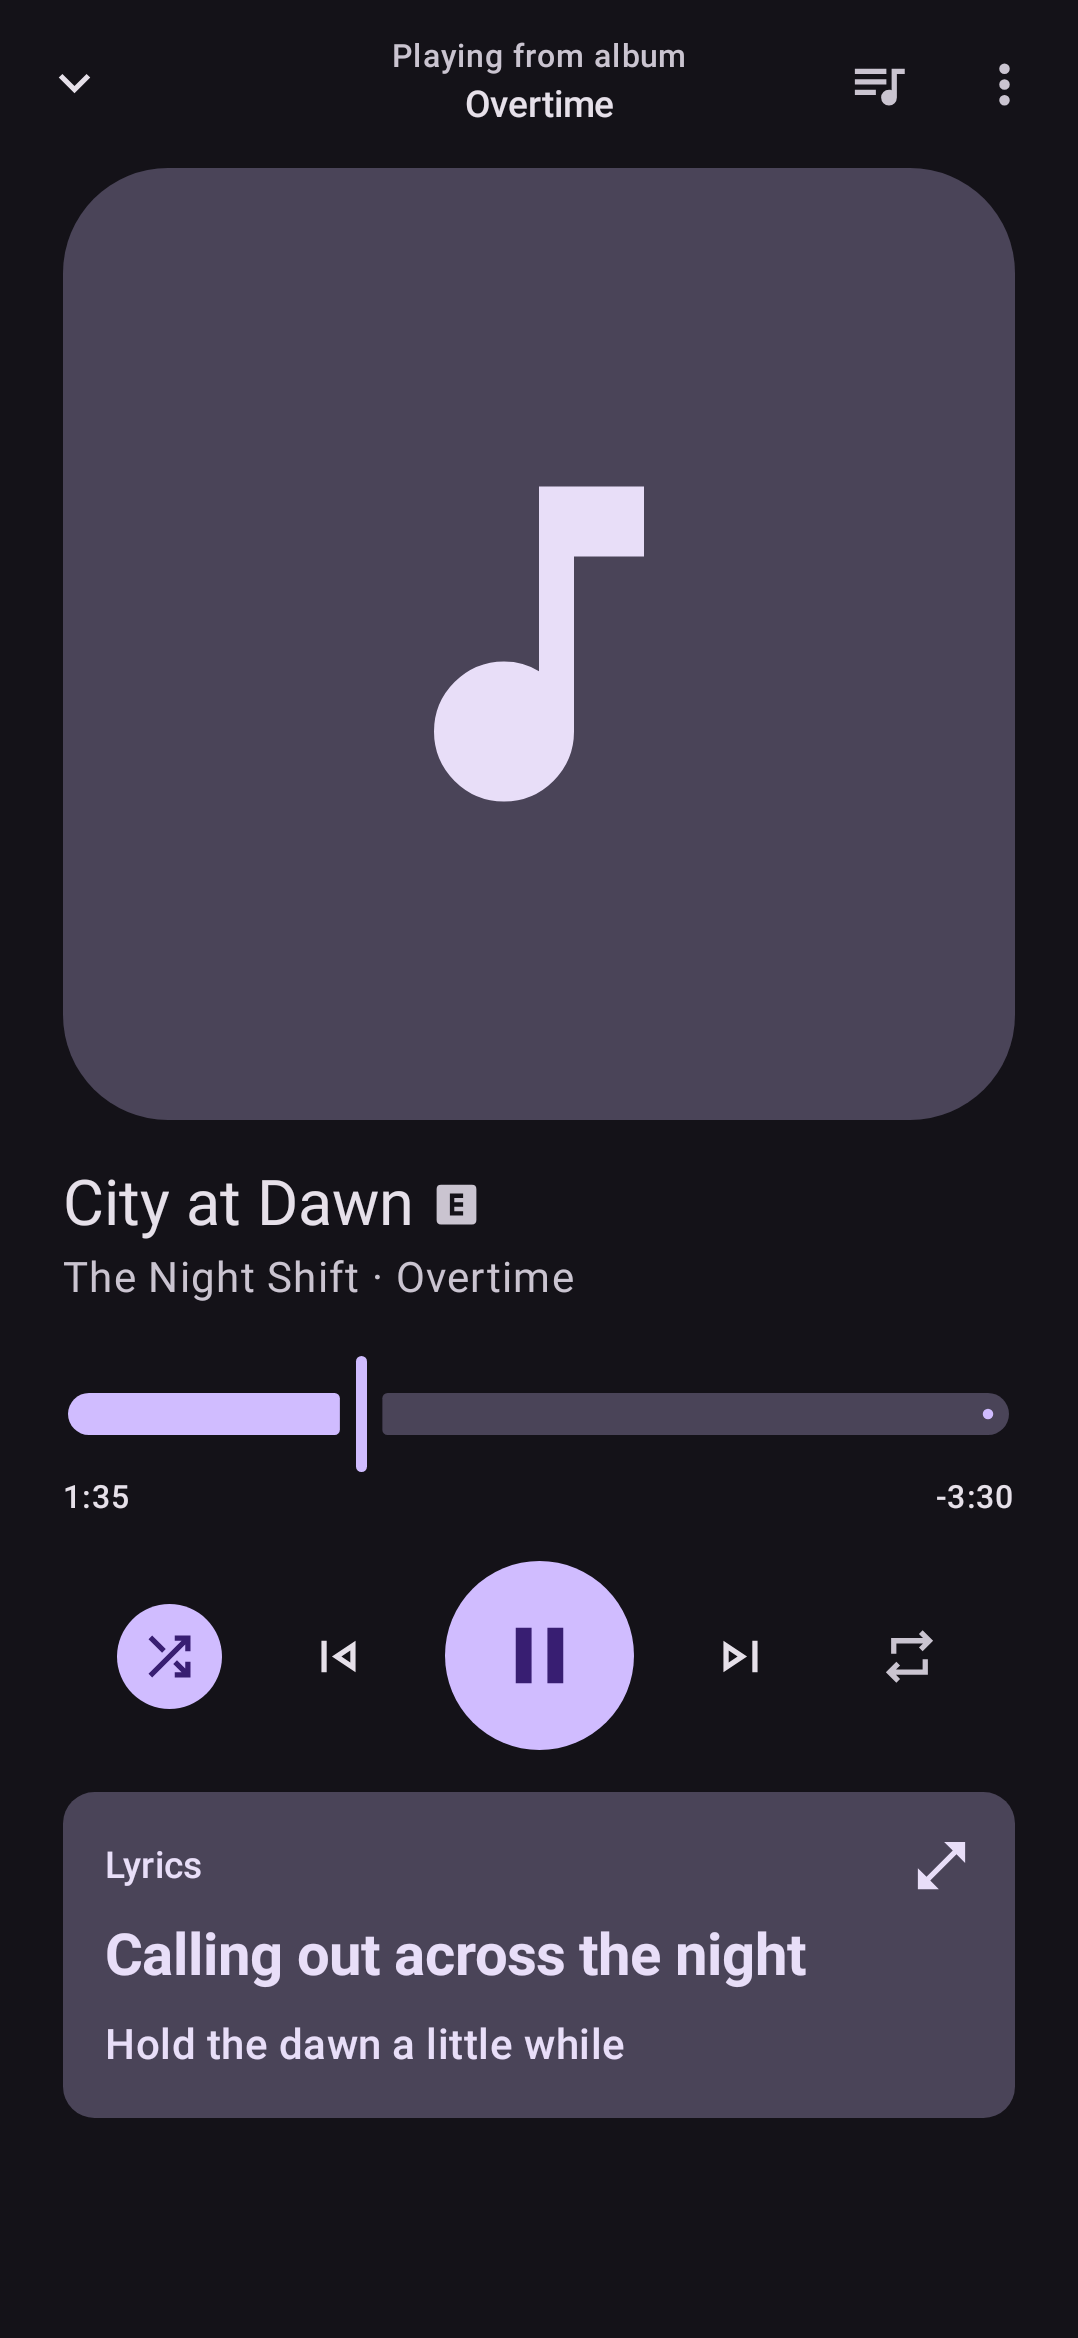 Playing from album
Overtime
City at Dawn E
The Night Shift · Overtime
1:35
-3:30
Lyrics
Calling out across the night
Hold the dawn a little while